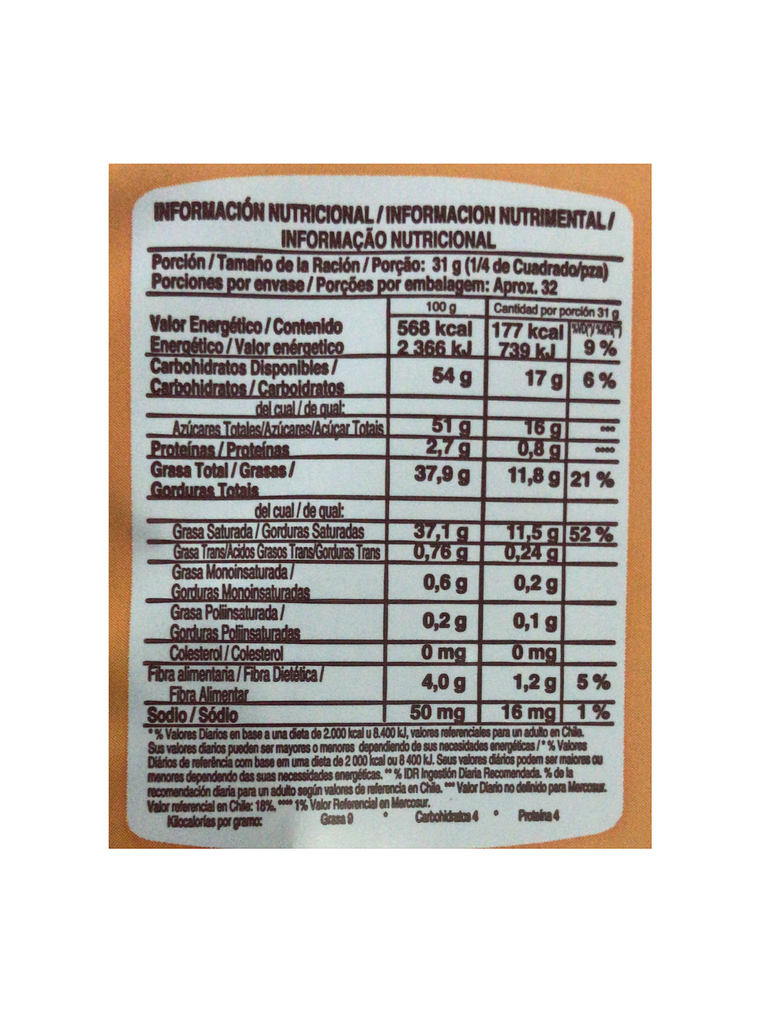 INFORMACIÓN NUTRICIONAL / INFORMACION NUTRIMENTAL /
INFORMAÇÃO NUTRICIONAL
Porción / Tamaño de la Ración / Porção: 31 g (1/4 de Cuadrado/pza)
Porciones por envase / Porções por embalagem: Aprox. 32
100 g Cantidad por porción 31 g
Valor Energético / Contenido 568 kcal 177 kcal
Energético / Valor enérgetico 2 366 kJ 739 kJ 9 %
Carbohidratos Disponibles /
Carbohidratos / Carboidratos 54 g 17 g 6 %
del cual / de qual:
Azúcares Totales/Azúcares/Açúçar Totais 51 g 16 g ***
Proteínas / Proteínas 2,7 g 0,8 g ****
Grasa Total / Grasas /
Gorduras Totais 37,9 g 11,8 g 21 %
del cual / de qual:
Grasa Saturada / Gorduras Saturadas 37,1 g 11,5 g 52 %
Grasa Trans/Ácidos Grasos Trans/Gorduras Trans 0,76 g 0,24 g
Grasa Monoinsaturada /
Gorduras Monoinsaturadas 0,6 g 0,2 g
Grasa Poliinsaturada /
Gorduras Poliinsaturadas 0,2 g 0,1 g
Colesterol / Colesterol 0 mg 0 mg
Fibra alimentaria / Fibra Dietética /
Fibra Alimentar 4,0 g 1,2 g 5 %
Sodio / Sódio 50 mg 16 mg 1 %
* % Valores Diarios en base a una dieta de 2.000 kcal u 8.400 kJ, valores referenciales para un adulto en Chile.
Sus valores diarios pueden ser mayores o menores dependiendo de sus necesidades energéticas / * % Valores
Diários de referência com base em uma dieta de 2 000 kcal ou 8 400 kJ. Seus valores diários podem ser maiores ou
menores dependendo das suas necessidades energéticas. ** % IDR Ingestión Diaria Recomendada. % de la
recomendación diaria para un adulto según valores de referencia en Chile. *** Valor Diario no definido para Mercosur.
Valor referencial en Chile: 18%. **** 1% Valor Referencial en Mercosur.
Kilocalorías por gramo: Grasa 9 • Carbohidratos 4 • Proteína 4